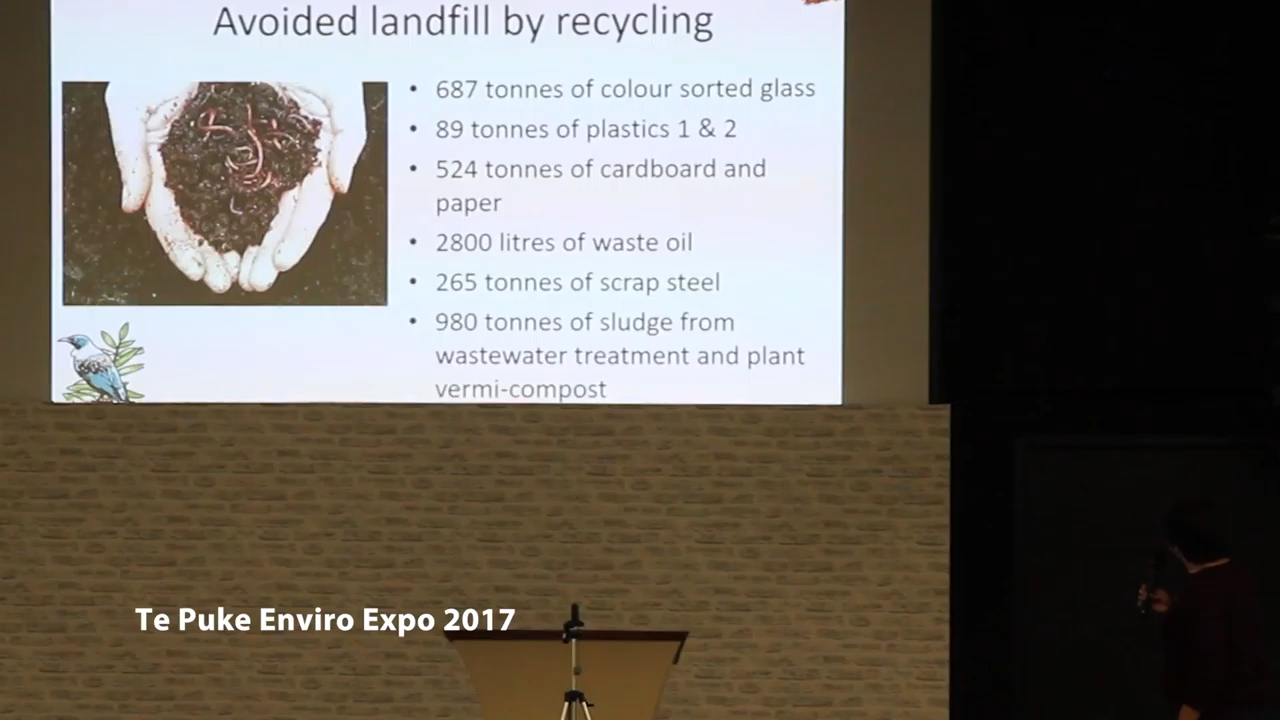 Avoided landfill by recycling
• 687 tonnes of colour sorted glass
• 89 tonnes of plastics 1 & 2
• 524 tonnes of cardboard and
paper
• 2800 litres of waste oil
• 265 tonnes of scrap steel
• 980 tonnes of sludge from
wastewater treatment and plant
vermi-compost
Te Puke Enviro Expo 2017